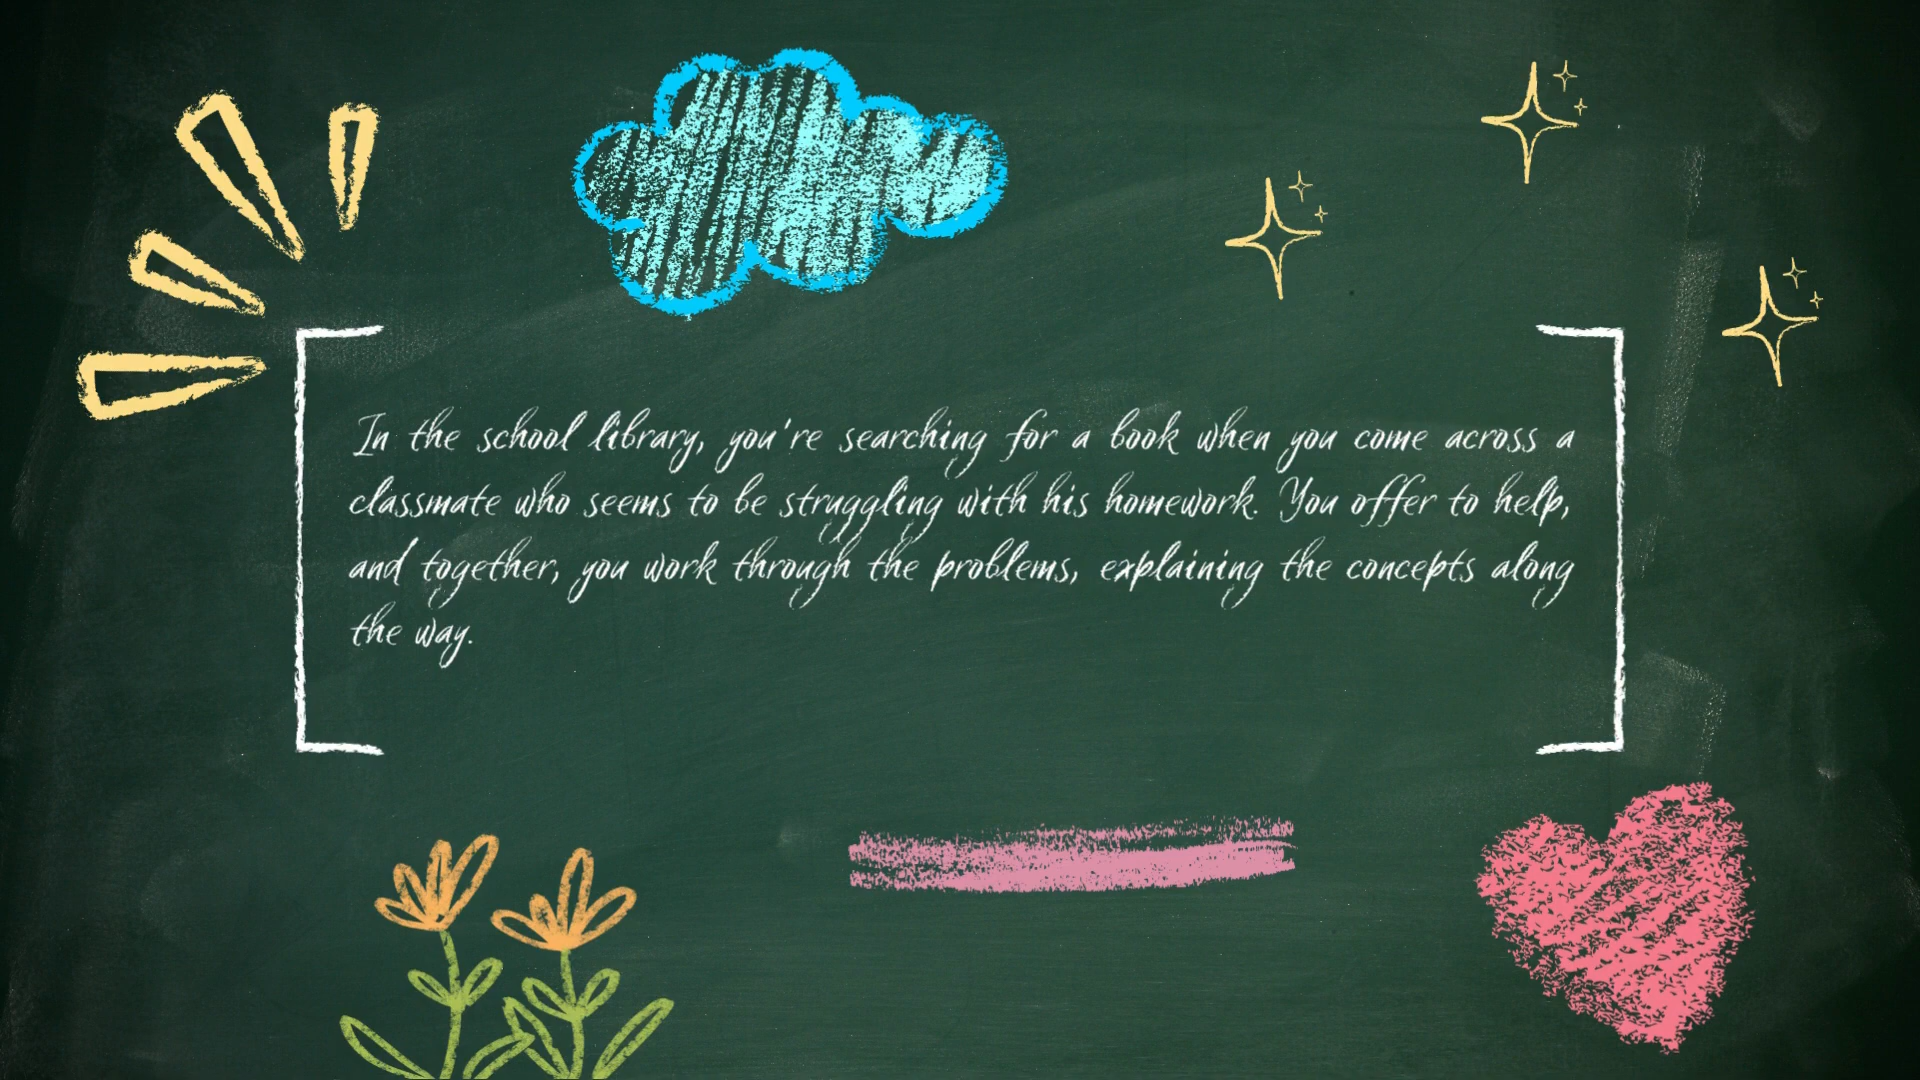 In the school library, you're searching for a book when you come across a
classmate who seems to be struggling with his homework. You offer to help,
and together, you work through the problems, explaining the concepts along
the way.